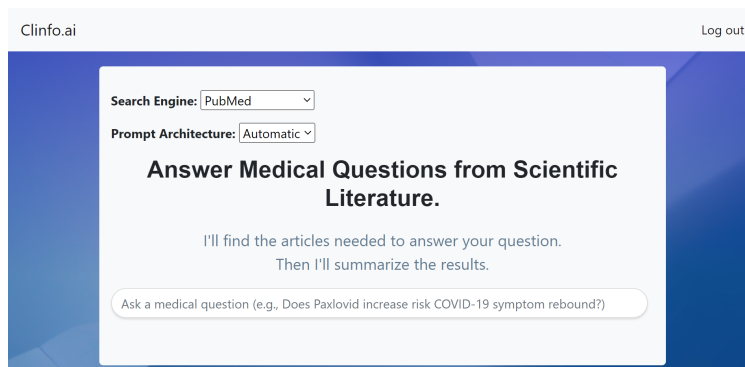 Clinfo.ai
Log out
Search Engine: PubMed
Prompt Architecture: Automatic
Answer Medical Questions from Scientific
Literature.
I'll find the articles needed to answer your question.
Then I'll summarize the results.
Ask a medical question (e.g., Does Paxlovid increase risk COVID-19 symptom rebound?)